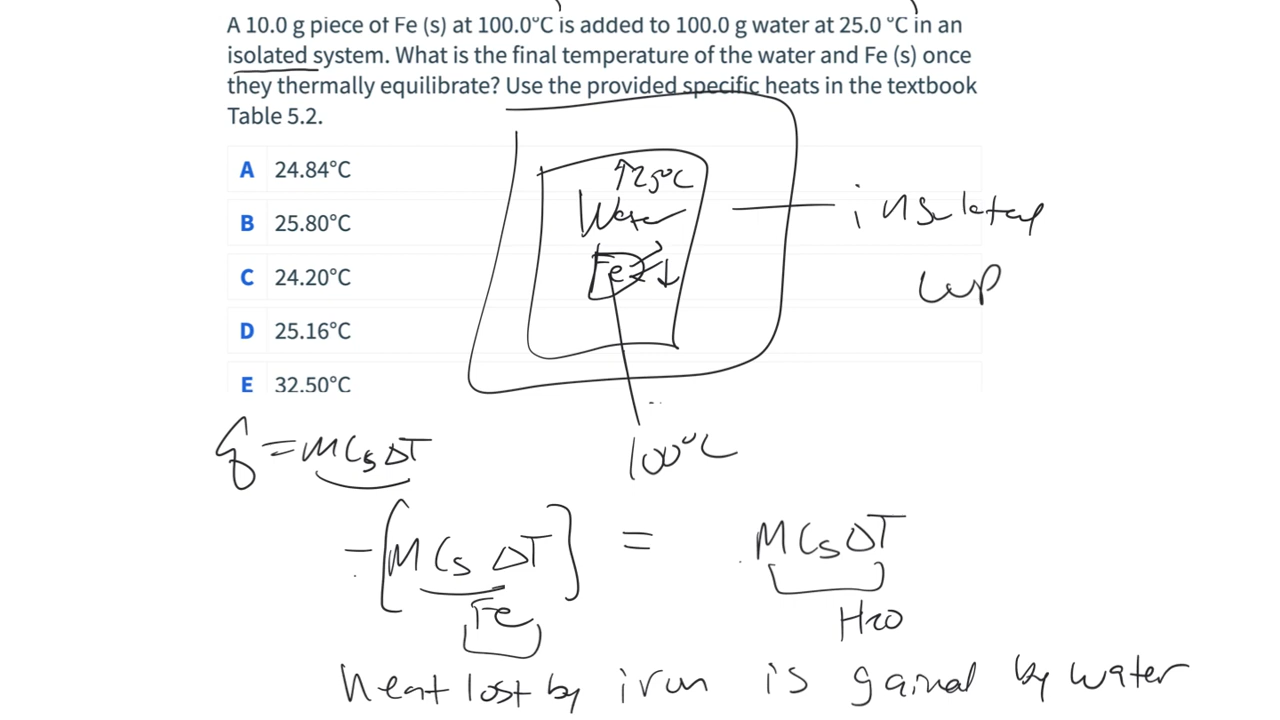 A 10.0 g piece of Fe (s) at 100.0°C is added to 100.0 g water at 25.0 °C in an
isolated system. What is the final temperature of the water and Fe (s) once
they thermally equilibrate? Use the provided specific heats in the textbook
Table 5.2.
A 24.84°C
B 25.80°C
C 24.20°C
D 25.16°C
E 32.50°C
↑25°C
Water
Fe ↓
insulated
cup
100°C
q = MCsΔT
-[MCsΔT] = MCsΔT
Fe
H2O
heat lost by iron is gained by water